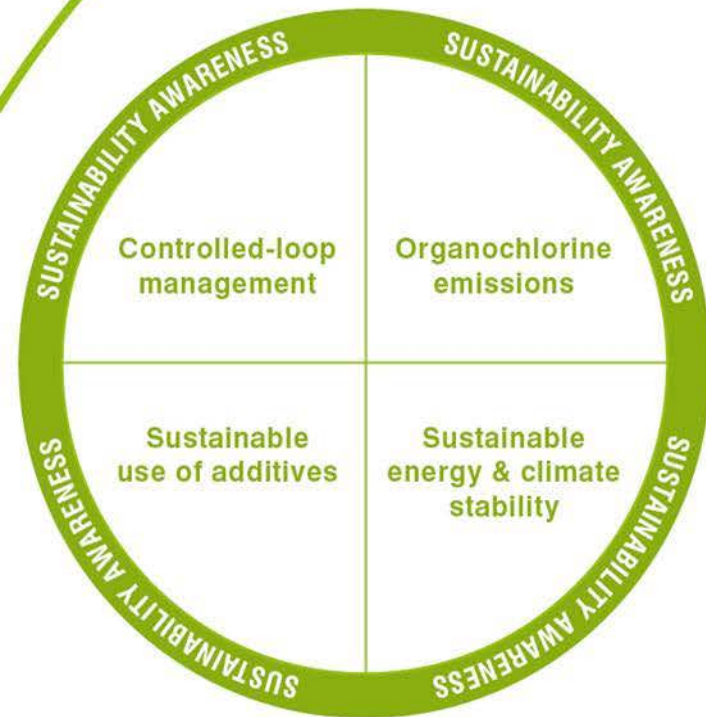 SUSTAINABILITY AWARENESS
SUSTAINABILITY AWARENESS
Controlled-loop
management
Organochlorine
emissions
Sustainable
use of additives
Sustainable
energy & climate
stability
SUSTAINABILITY AWARENESS
SUSTAINABILITY AWARENESS